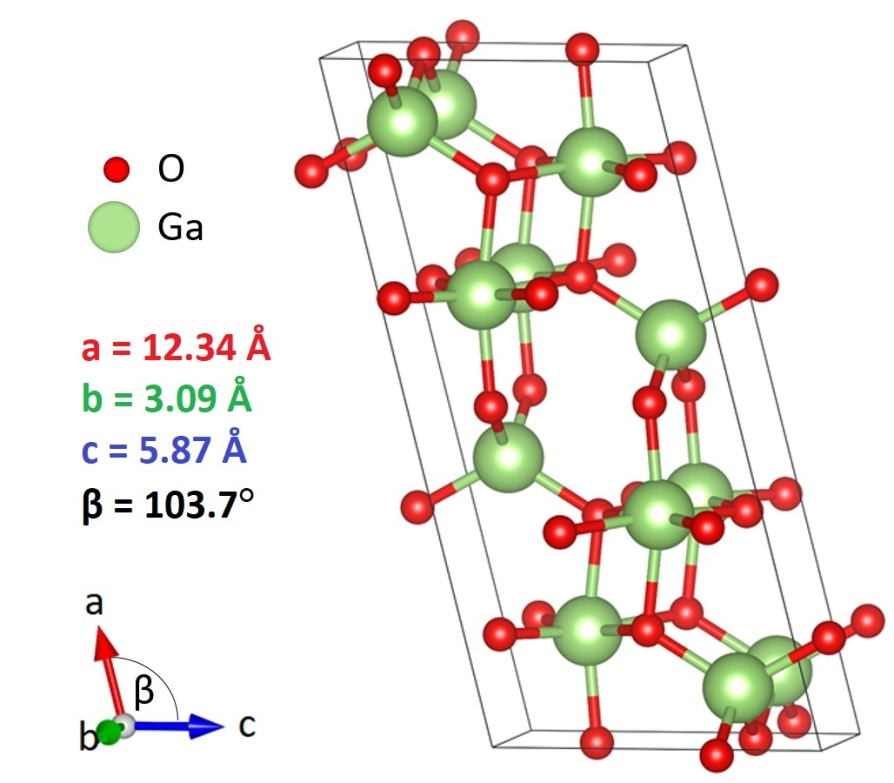 O
Ga
a = 12.34 Å
b = 3.09 Å
c = 5.87 Å
β = 103.7°
a
β
b
c